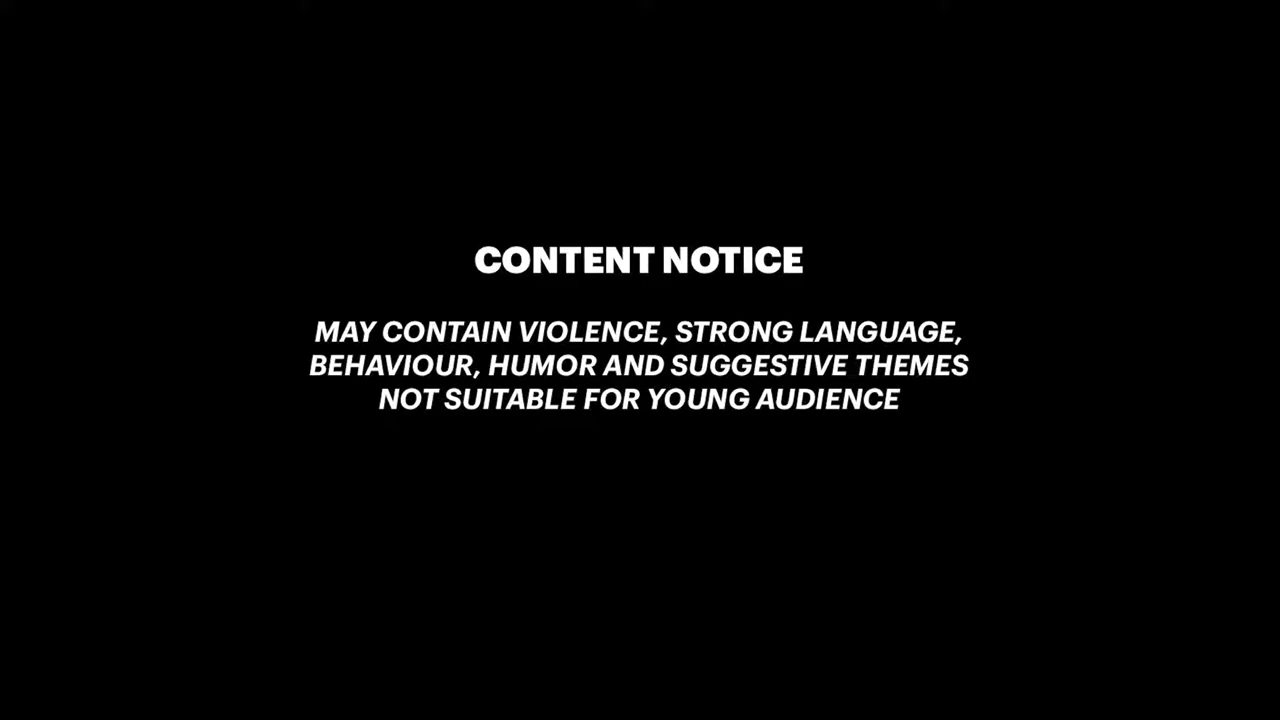 CONTENT NOTICE
MAY CONTAIN VIOLENCE, STRONG LANGUAGE,
BEHAVIOUR, HUMOR AND SUGGESTIVE THEMES
NOT SUITABLE FOR YOUNG AUDIENCE